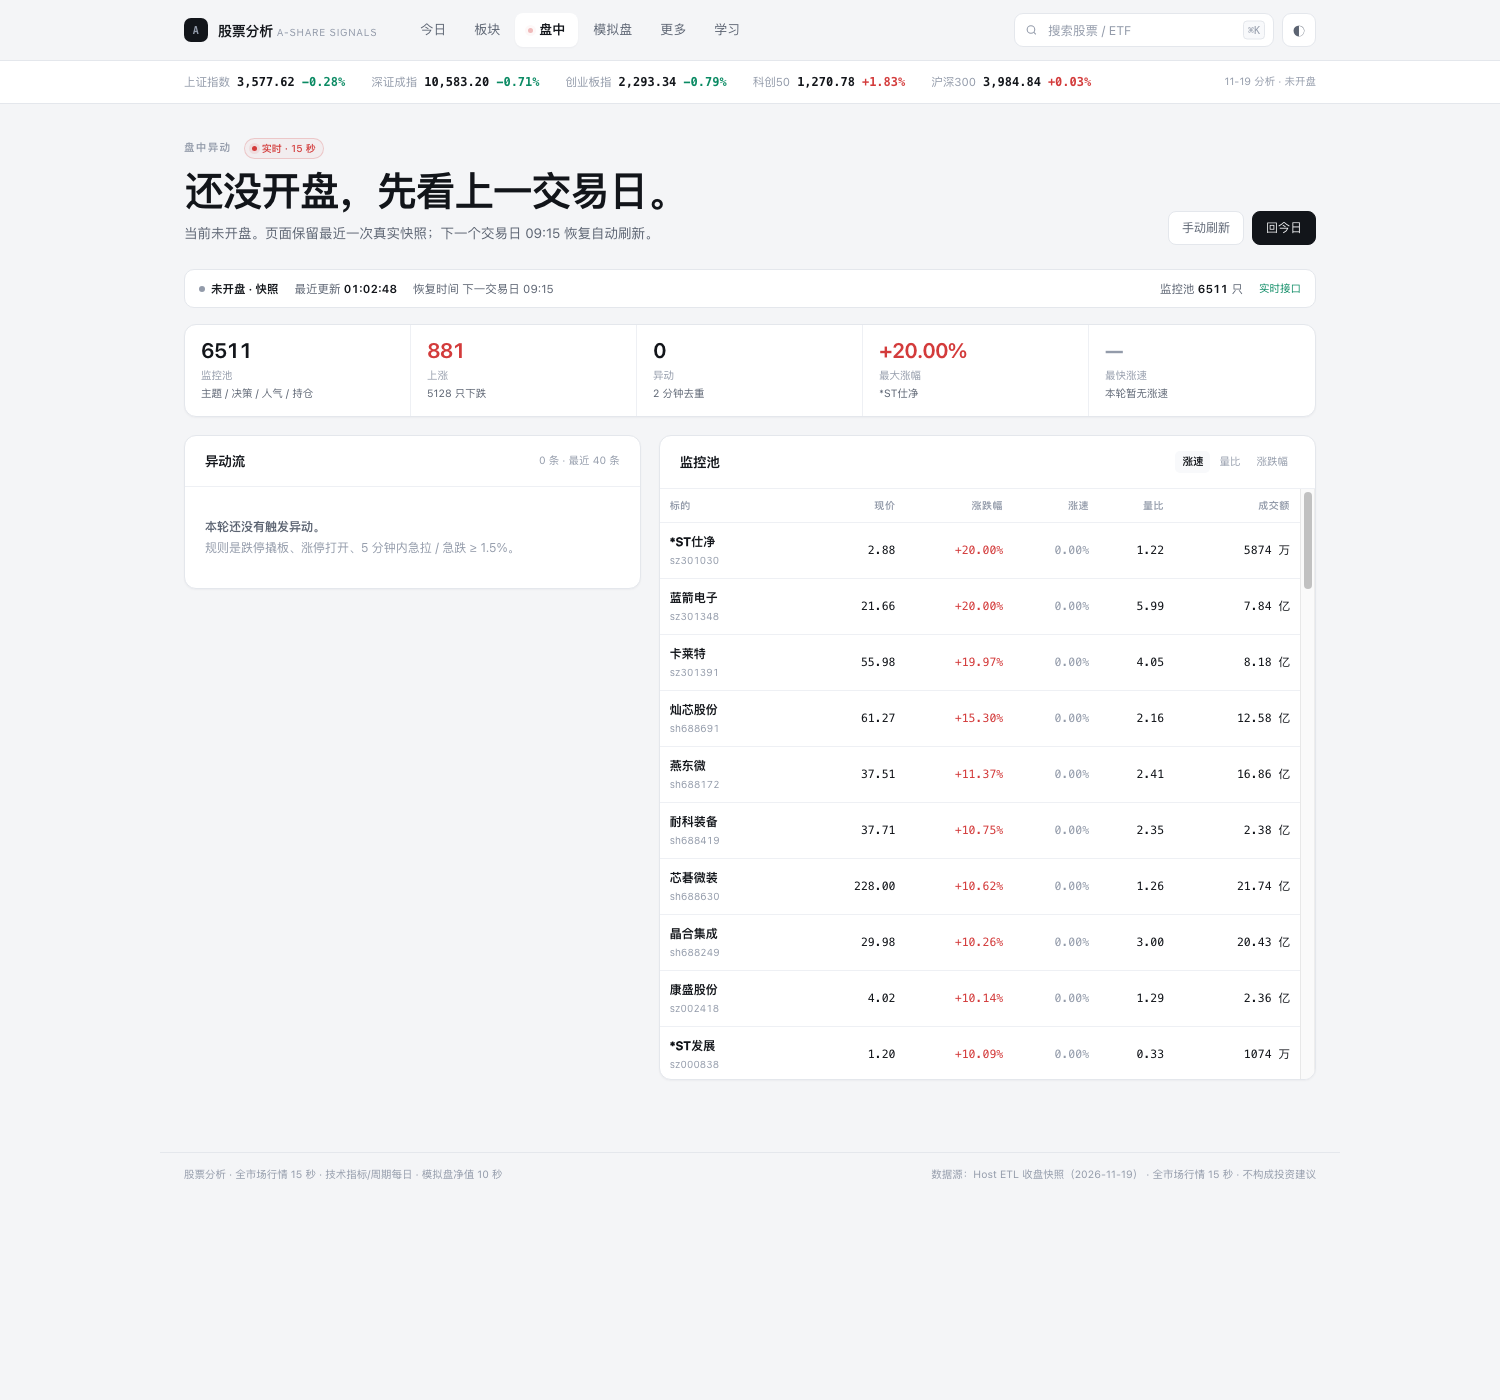 A 股票分析 A-SHARE SIGNALS 今日 板块 盘中 模拟盘 更多 学习 搜索股票 / ETF ⌘K
上证指数 3,577.62 −0.28% 深证成指 10,583.20 −0.71% 创业板指 2,293.34 −0.79% 科创50 1,270.78 +1.83% 沪深300 3,984.84 +0.03% 11-19 分析 · 未开盘
盘中异动 实时 · 15 秒
还没开盘，先看上一交易日。
当前未开盘。页面保留最近一次真实快照；下一个交易日 09:15 恢复自动刷新。
手动刷新 回今日
未开盘 · 快照 最近更新 01:02:48 恢复时间 下一交易日 09:15 监控池 6511 只 实时接口
6511 881 0 +20.00% —
监控池 上涨 异动 最大涨幅 最快涨速
主题 / 决策 / 人气 / 持仓 5128 只下跌 2 分钟去重 *ST仕净 本轮暂无涨速
异动流 0 条 · 最近 40 条
本轮还没有触发异动。
规则是跌停撬板、涨停打开、5 分钟内急拉 / 急跌 ≥ 1.5%。
监控池 涨速 量比 涨跌幅
标的 现价 涨跌幅 涨速 量比 成交额
*ST仕净 2.88 +20.00% 0.00% 1.22 5874 万
sz301030
蓝箭电子 21.66 +20.00% 0.00% 5.99 7.84 亿
sz301348
卡莱特 55.98 +19.97% 0.00% 4.05 8.18 亿
sz301391
灿芯股份 61.27 +15.30% 0.00% 2.16 12.58 亿
sh688691
燕东微 37.51 +11.37% 0.00% 2.41 16.86 亿
sh688172
耐科装备 37.71 +10.75% 0.00% 2.35 2.38 亿
sh688419
芯碁微装 228.00 +10.62% 0.00% 1.26 21.74 亿
sh688630
晶合集成 29.98 +10.26% 0.00% 3.00 20.43 亿
sh688249
康盛股份 4.02 +10.14% 0.00% 1.29 2.36 亿
sz002418
*ST发展 1.20 +10.09% 0.00% 0.33 1074 万
sz000838
股票分析 · 全市场行情 15 秒 · 技术指标/周期每日 · 模拟盘净值 10 秒 数据源：Host ETL 收盘快照（2026-11-19） · 全市场行情 15 秒 · 不构成投资建议